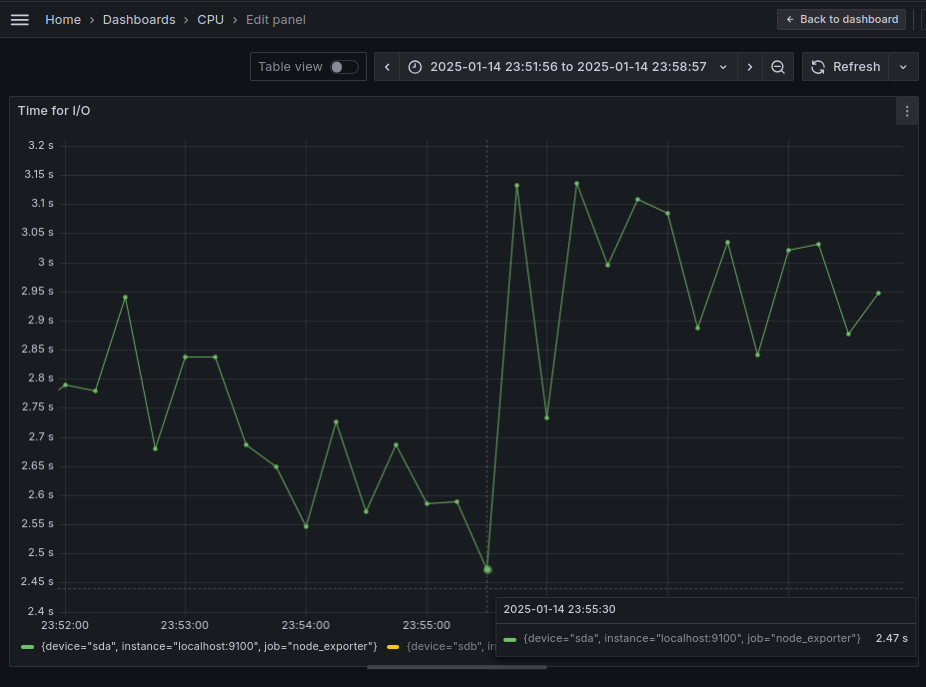 Home > Dashboards > CPU > Edit panel
Back to dashboard
Table view
2025-01-14 23:51:56 to 2025-01-14 23:58:57
Refresh
Time for I/O
3.2 s
3.15 s
3.1 s
3.05 s
3 s
2.95 s
2.9 s
2.85 s
2.8 s
2.75 s
2.7 s
2.65 s
2.6 s
2.55 s
2.5 s
2.45 s
2.4 s
23:52:00 23:53:00 23:54:00 23:55:00
{device="sda", instance="localhost:9100", job="node_exporter"} {device="sdb", in
2025-01-14 23:55:30
{device="sda", instance="localhost:9100", job="node_exporter"} 2.47 s